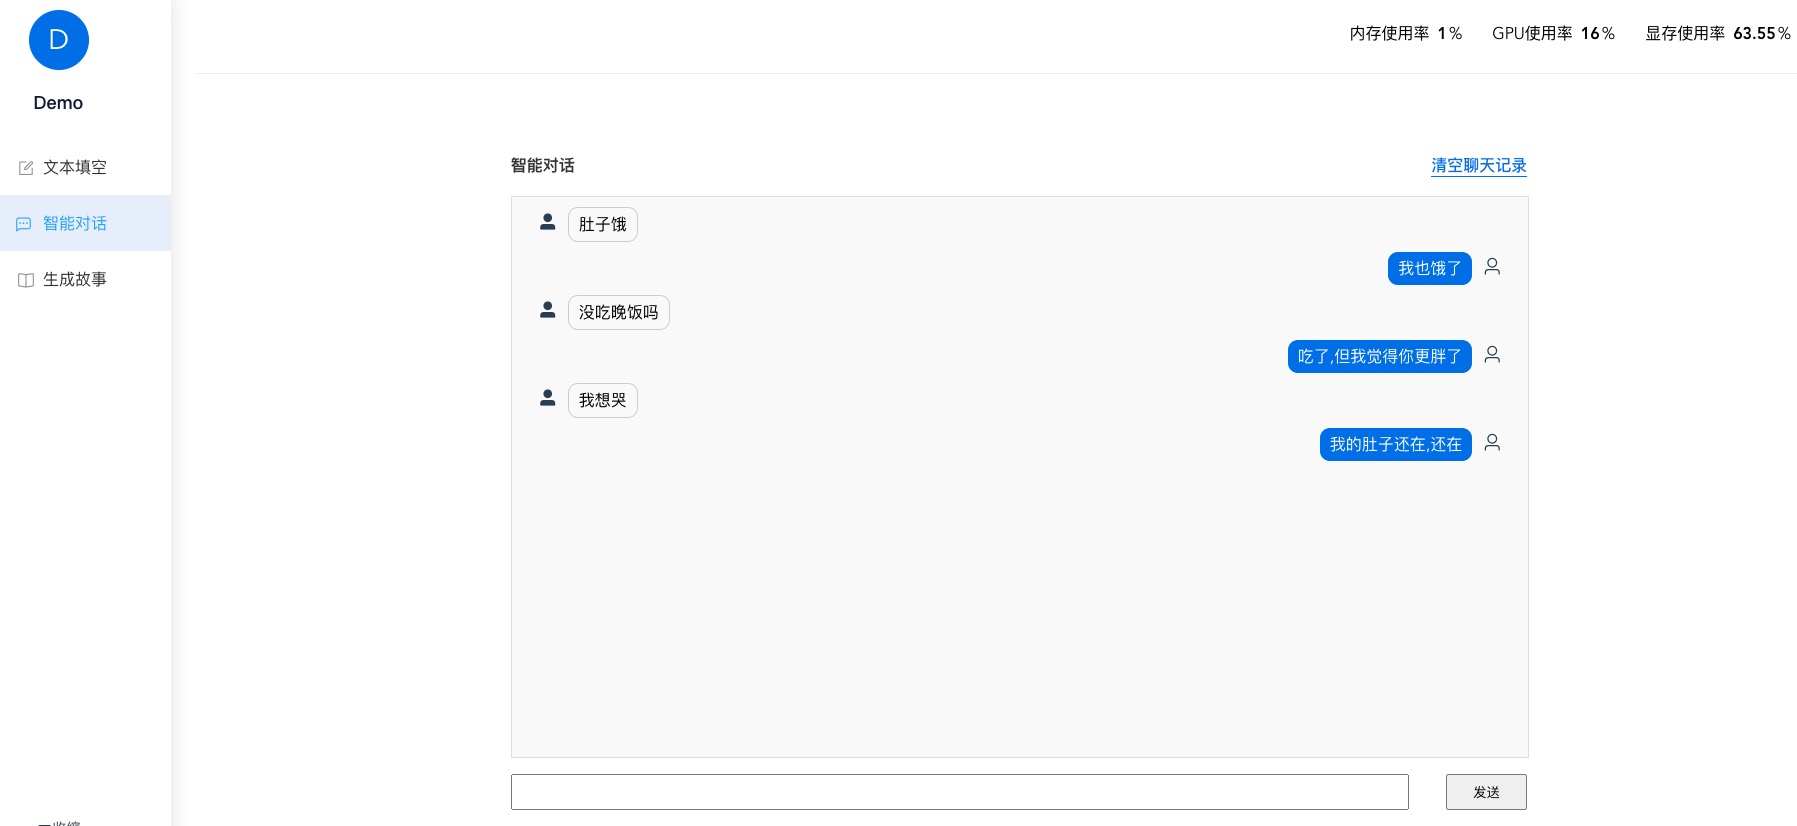 D
Demo
文本填空
智能对话
生成故事
内存使用率 1% GPU使用率 16% 显存使用率 63.55%
智能对话 清空聊天记录
肚子饿
我也饿了
没吃晚饭吗
吃了,但我觉得你更胖了
我想哭
我的肚子还在,还在
发送